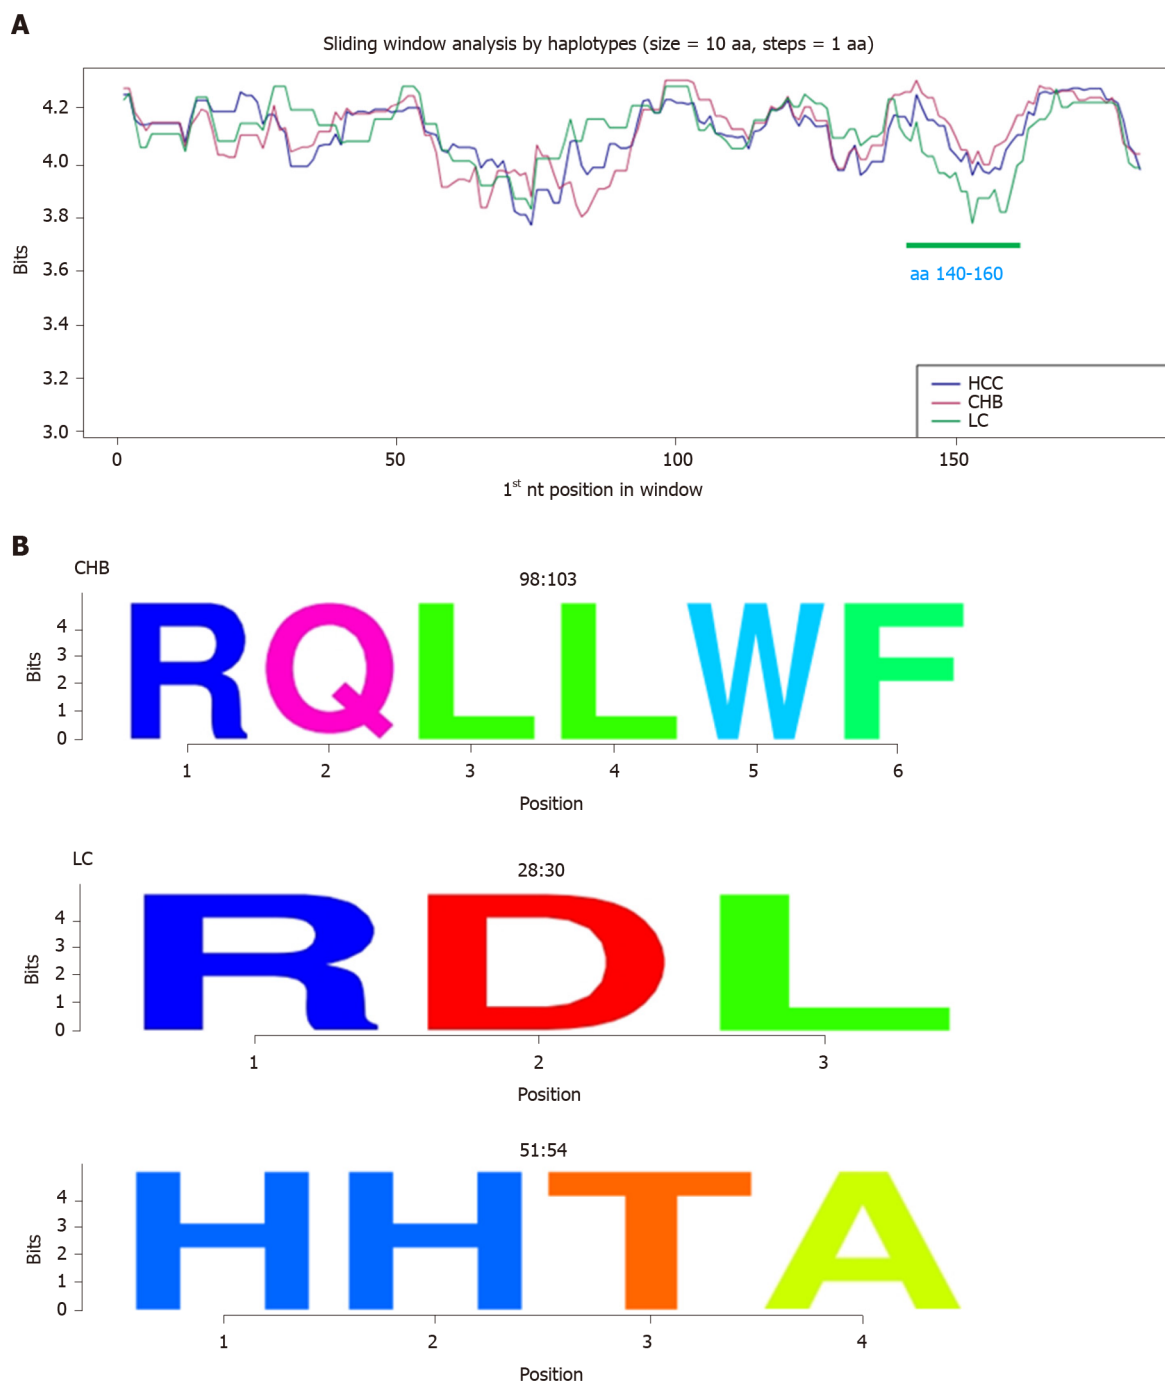 A
Sliding window analysis by haplotypes (size = 10 aa, steps = 1 aa)
Bits
4.2
4.0
3.8
3.6
3.4
3.2
3.0
aa 140-160
HCC
CHB
LC
0 50 100 150
1st nt position in window
B
CHB
98:103
Bits
4
3
2
1
0
RQLLWF
1 2 3 4 5 6
Position
LC
28:30
Bits
4
3
2
1
0
RDL
1 2 3
Position
51:54
Bits
4
3
2
1
0
HHTA
1 2 3 4
Position